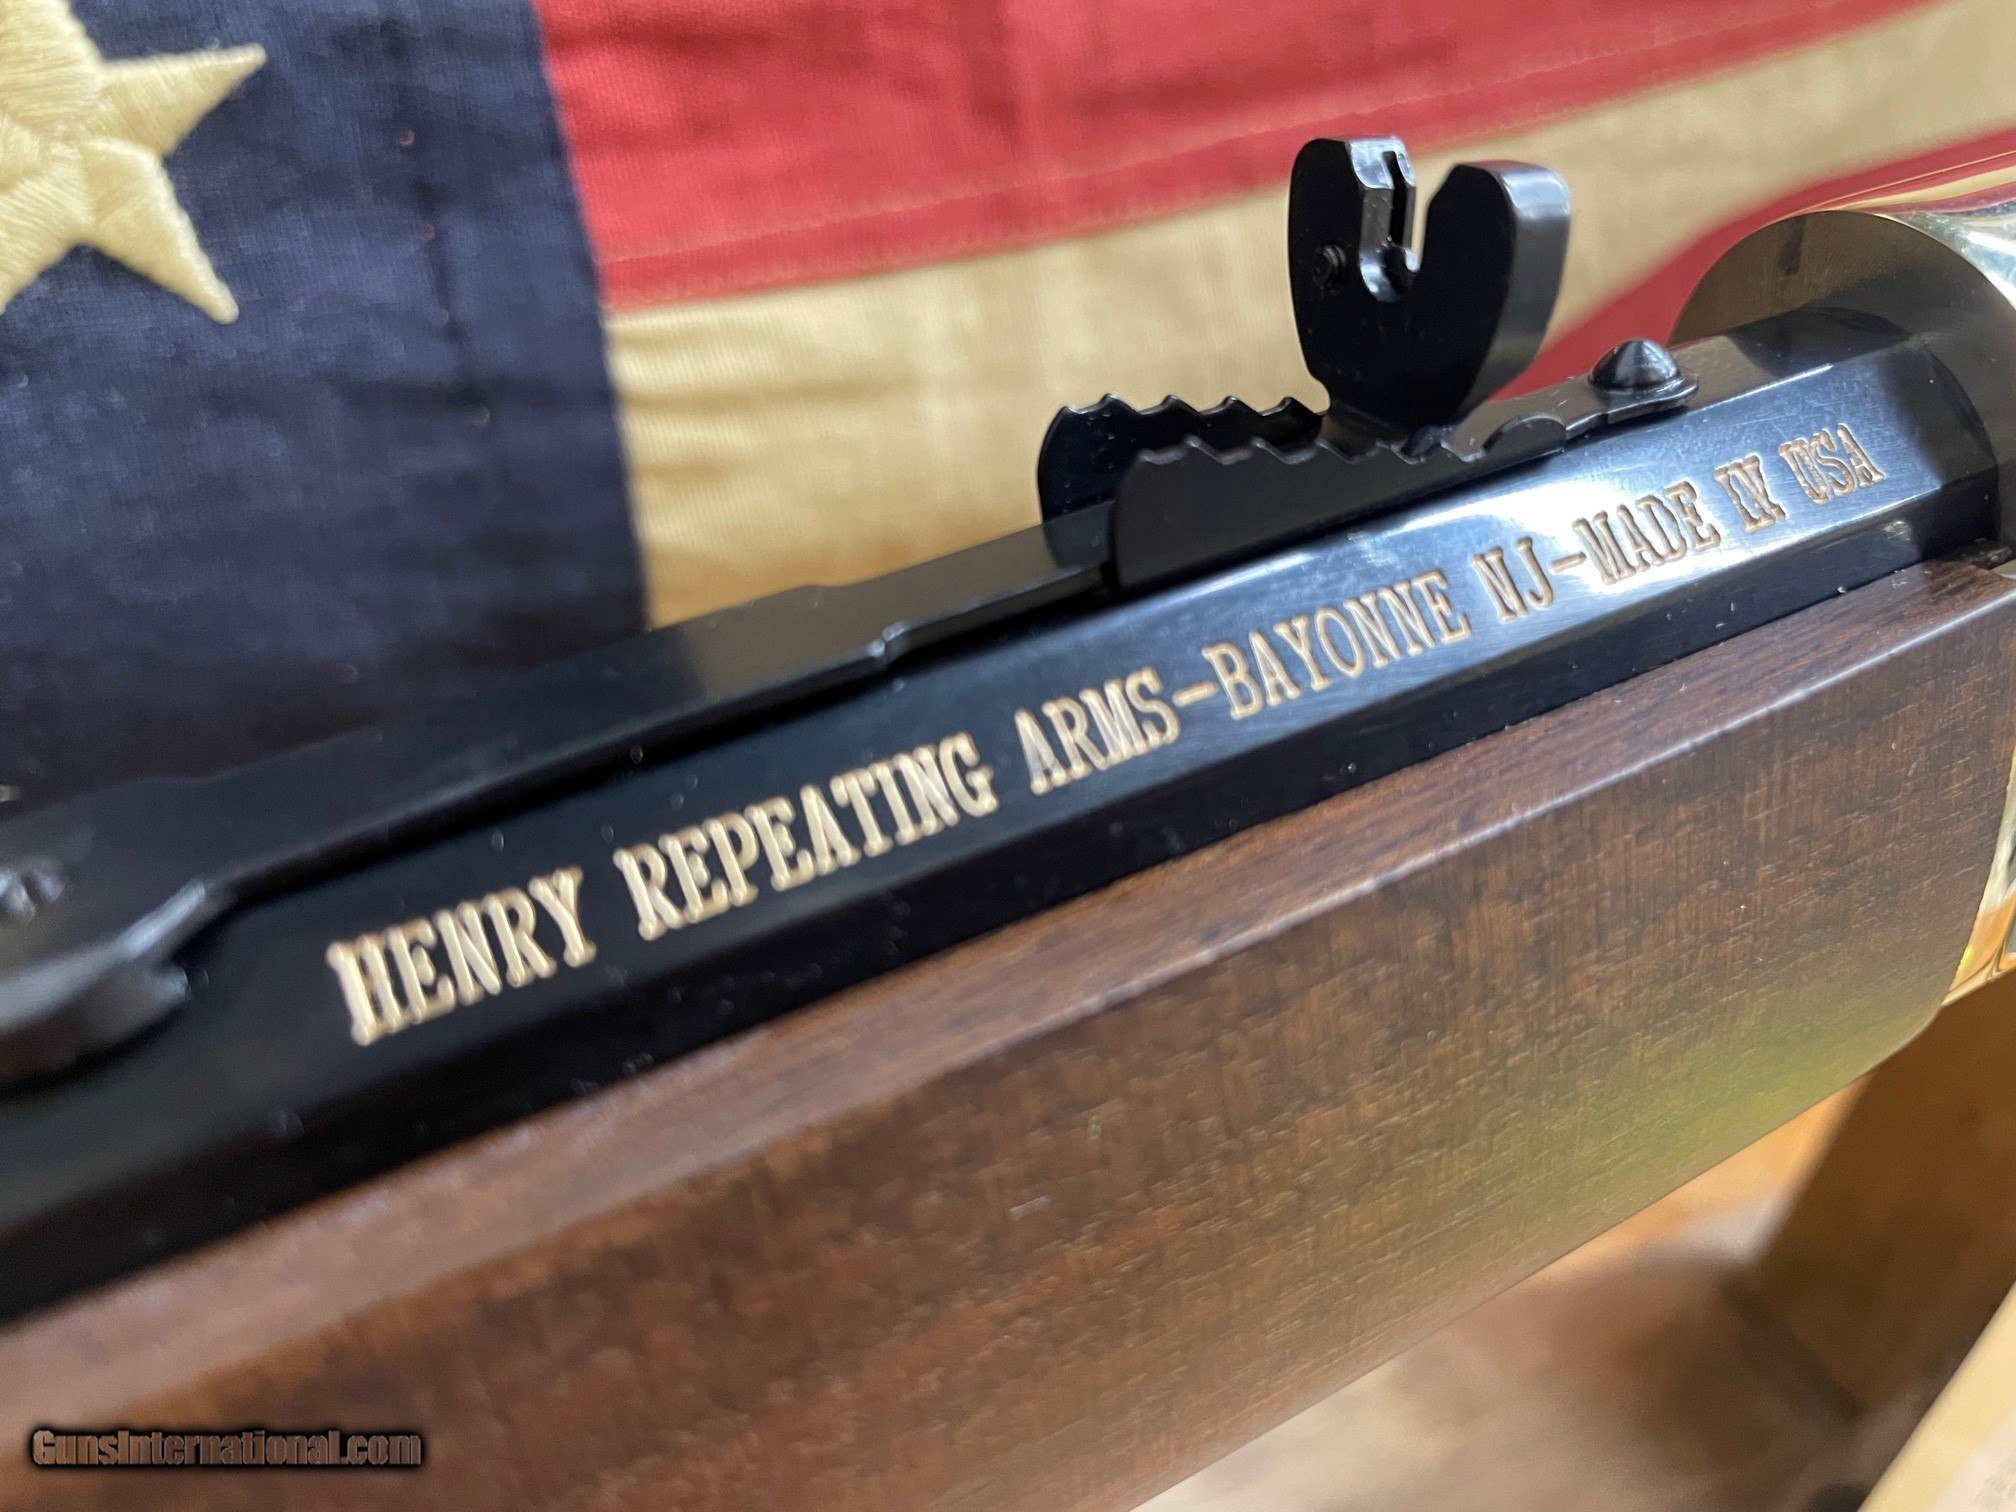 HENRY REPEATING ARMS-BAYONNE NJ-MADE IN USA
GunsInternational.com